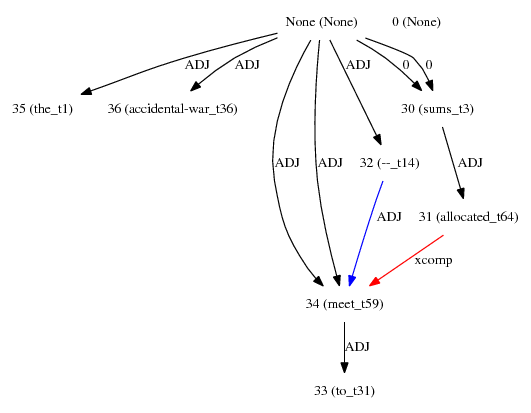 None (None) 0 (None)
ADJ ADJ ADJ 0 0
35 (the_t1) 36 (accidental-war_t36) 30 (sums_t3)
ADJ ADJ 32 (--_t14) ADJ
ADJ 31 (allocated_t64)
xcomp
34 (meet_t59)
ADJ
33 (to_t31)